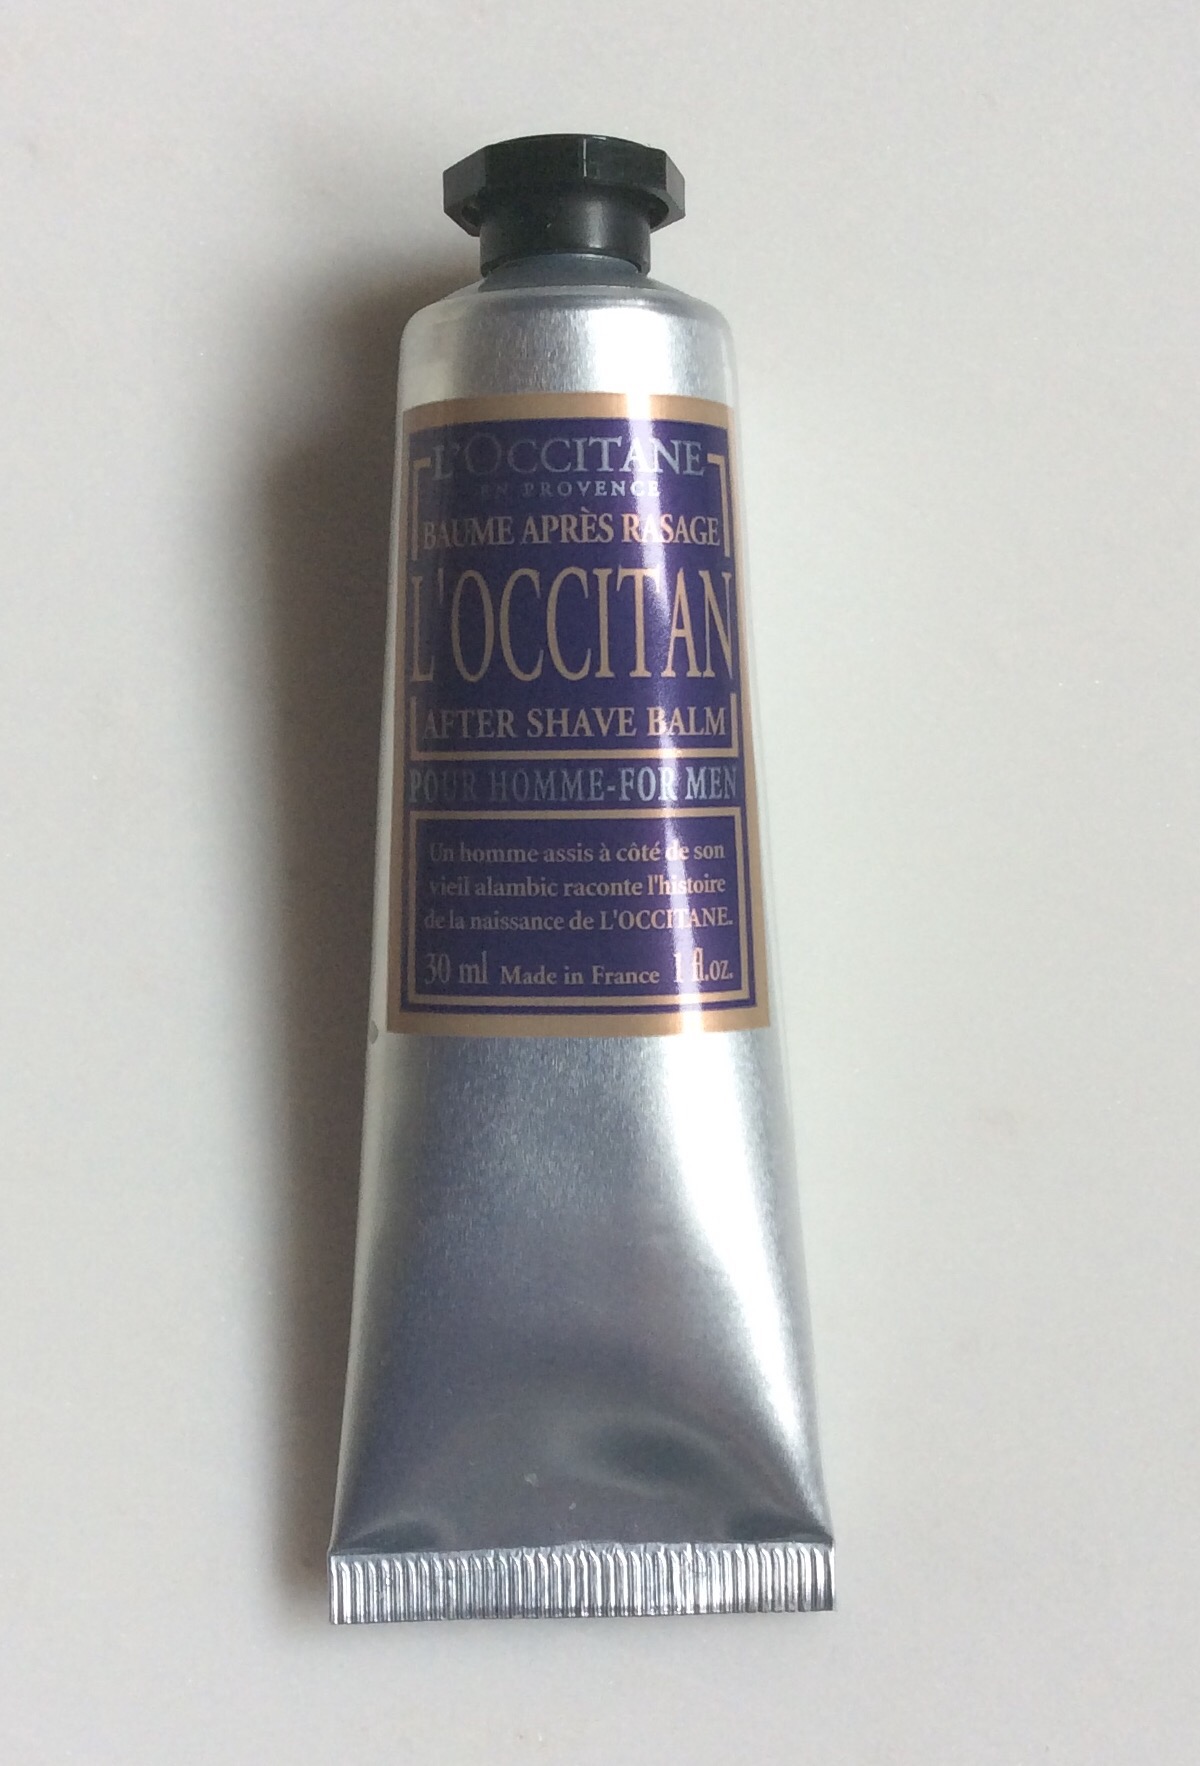 L'OCCITANE
EN PROVENCE
BAUME APRÈS RASAGE
L'OCCITAN
AFTER SHAVE BALM
POUR HOMME-FOR MEN
Un homme assis à côté de son
vieil alambic raconte l'histoire
de la naissance de L'OCCITANE.
30 ml Made in France 1 fl.oz.